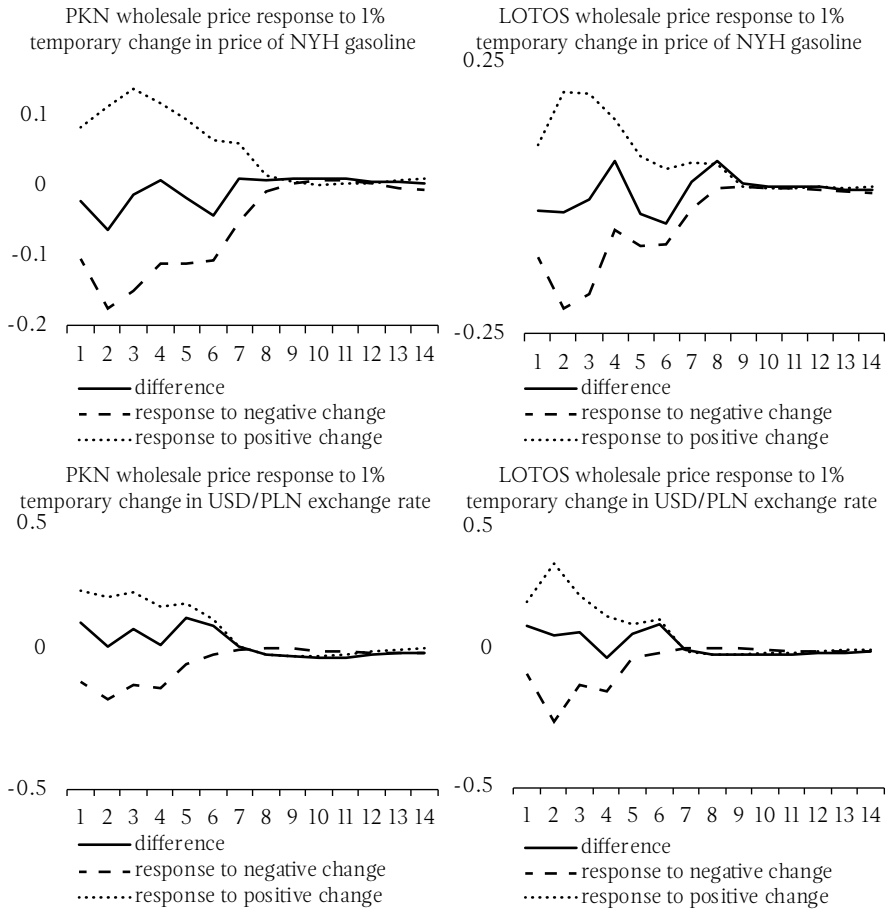 PKN wholesale price response to 1%
temporary change in price of NYH gasoline
0.1
0
-0.1
-0.2
1 2 3 4 5 6 7 8 9 10 11 12 13 14
difference
response to negative change
response to positive change
LOTOS wholesale price response to 1%
temporary change in price of NYH gasoline
0.25
-0.25
1 2 3 4 5 6 7 8 9 10 11 12 13 14
difference
response to negative change
response to positive change
PKN wholesale price response to 1%
temporary change in USD/PLN exchange rate
0.5
0
-0.5
1 2 3 4 5 6 7 8 9 10 11 12 13 14
difference
response to negative change
response to positive change
LOTOS wholesale price response to 1%
temporary change in USD/PLN exchange rate
0.5
0
-0.5
1 2 3 4 5 6 7 8 9 10 11 12 13 14
difference
response to negative change
response to positive change